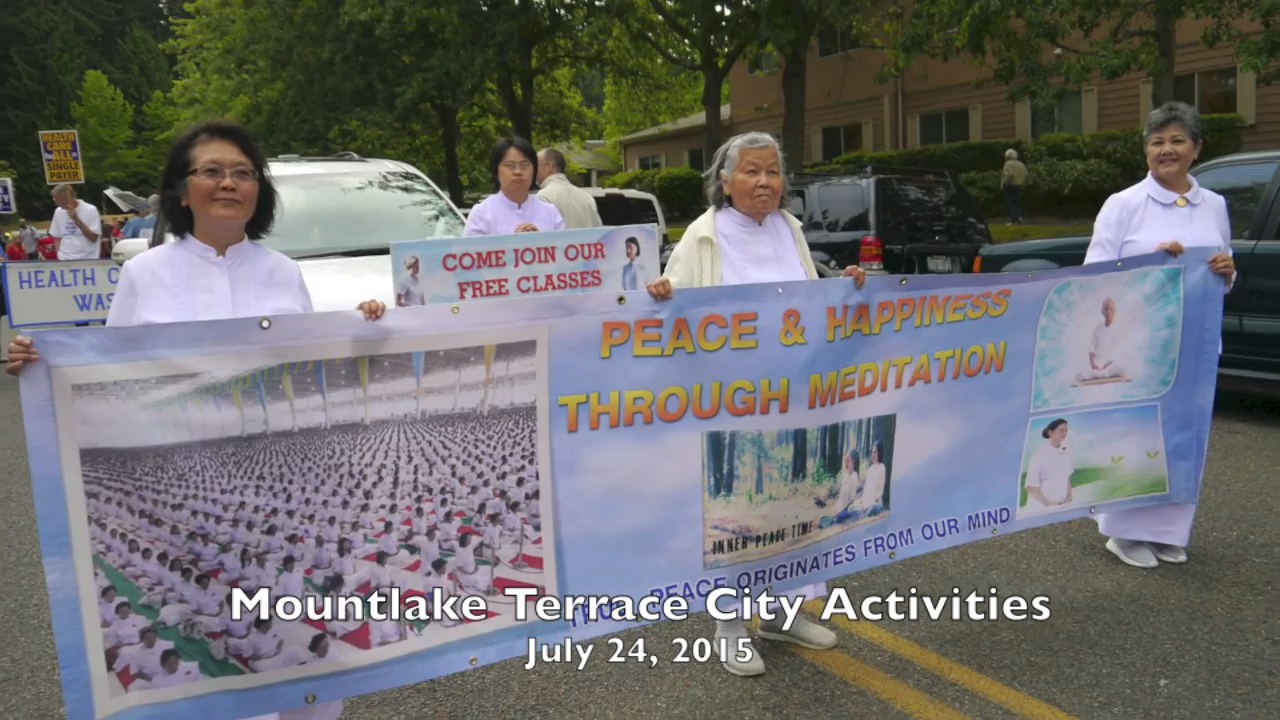 HEALTH
CARE
for ALL
SINGLE
PAYER
HEALTH C
WAS
COME JOIN OUR
FREE CLASSES
PEACE & HAPPINESS
THROUGH MEDITATION
INNER PEACE TIME
PEACE ORIGINATES FROM OUR MIND
Mountlake Terrace City Activities
July 24, 2015